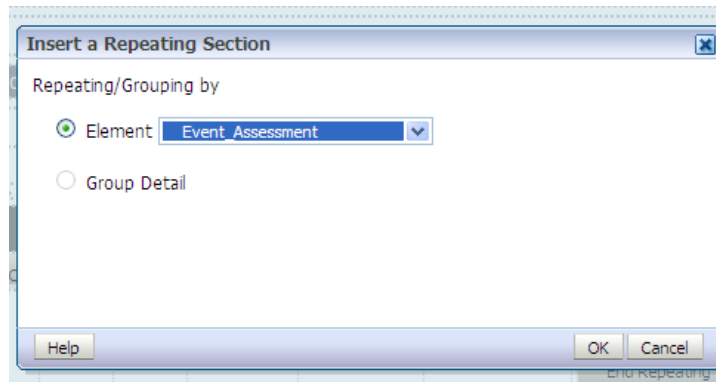 Insert a Repeating Section
Repeating/Grouping by
Element Event_Assessment
Group Detail
Help OK Cancel
End Repeating